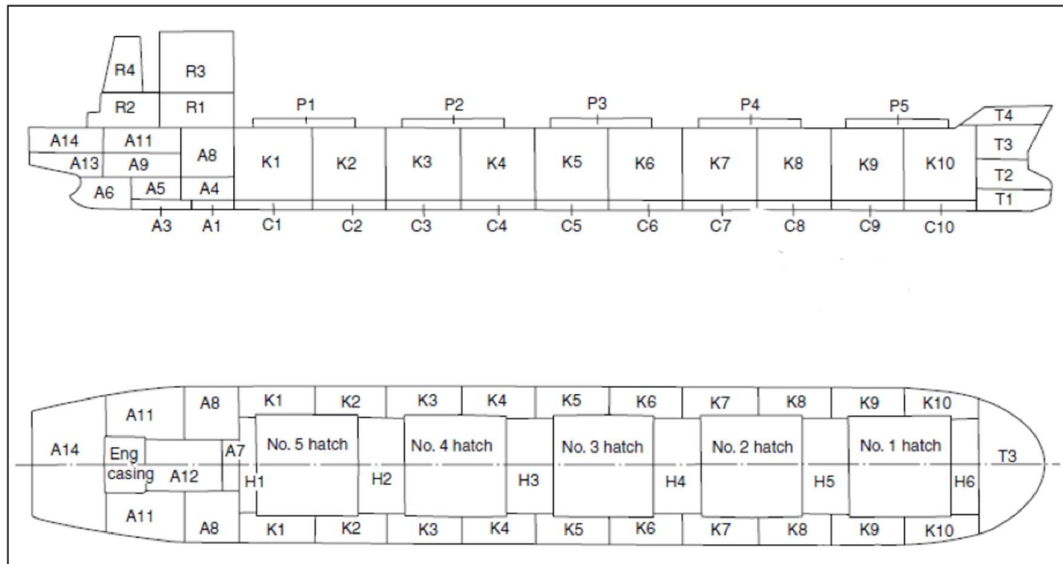 R4 R3
R2 R1 P1 P2 P3 P4 P5
T4
A14 A11 T3
A8 K1 K2 K3 K4 K5 K6 K7 K8 K9 K10
A13 A9
T2
A6 A5 A4
T1
A3 A1 C1 C2 C3 C4 C5 C6 C7 C8 C9 C10
A11 A8 K1 K2 K3 K4 K5 K6 K7 K8 K9 K10
No. 5 hatch No. 4 hatch No. 3 hatch No. 2 hatch No. 1 hatch
A14 Eng A7 T3
casing A12 H1 H2 H3 H4 H5 H6
A11 A8 K1 K2 K3 K4 K5 K6 K7 K8 K9 K10